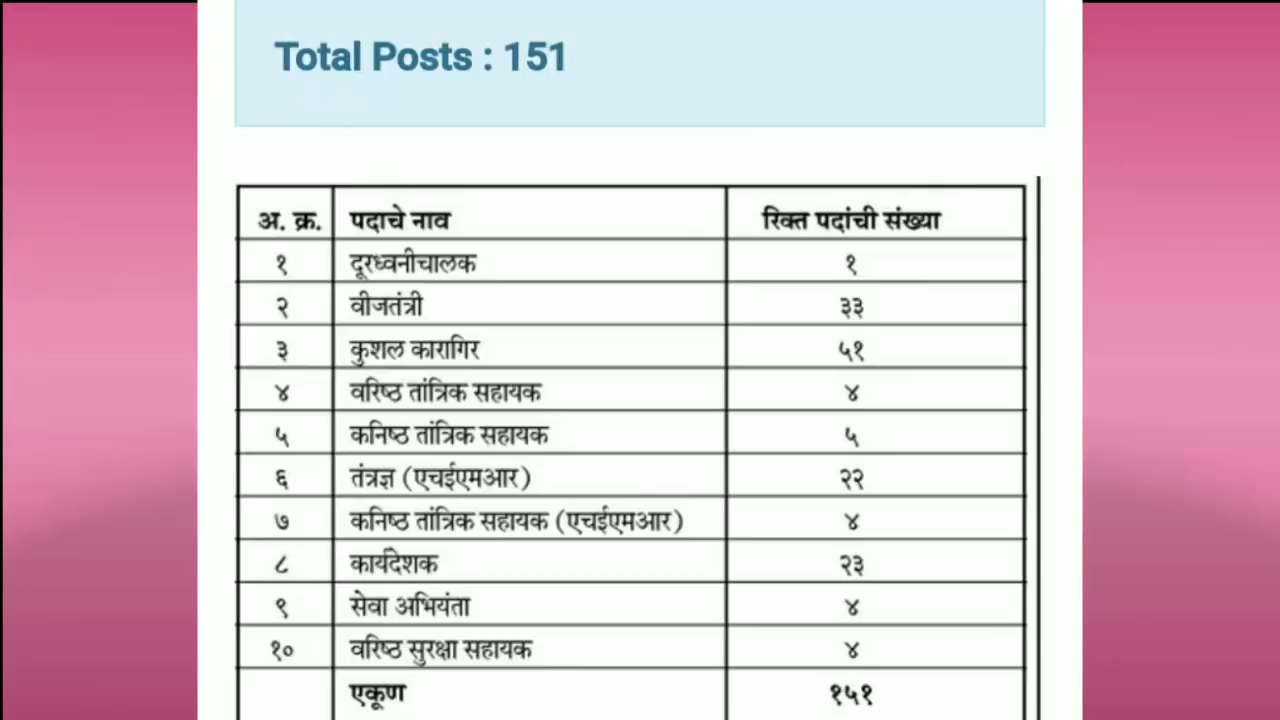 Total Posts : 151
अ. क्र. पदाचे नाव रिक्त पदांची संख्या
१ दूरध्वनीचालक १
२ वीजतंत्री ३३
३ कुशल कारागिर ५१
४ वरिष्ठ तांत्रिक सहायक ४
५ कनिष्ठ तांत्रिक सहायक ५
६ तंत्रज्ञ (एचईएमआर) २२
७ कनिष्ठ तांत्रिक सहायक (एचईएमआर) ४
८ कार्यदेशक २३
९ सेवा अभियंता ४
१० वरिष्ठ सुरक्षा सहायक ४
एकूण १५१